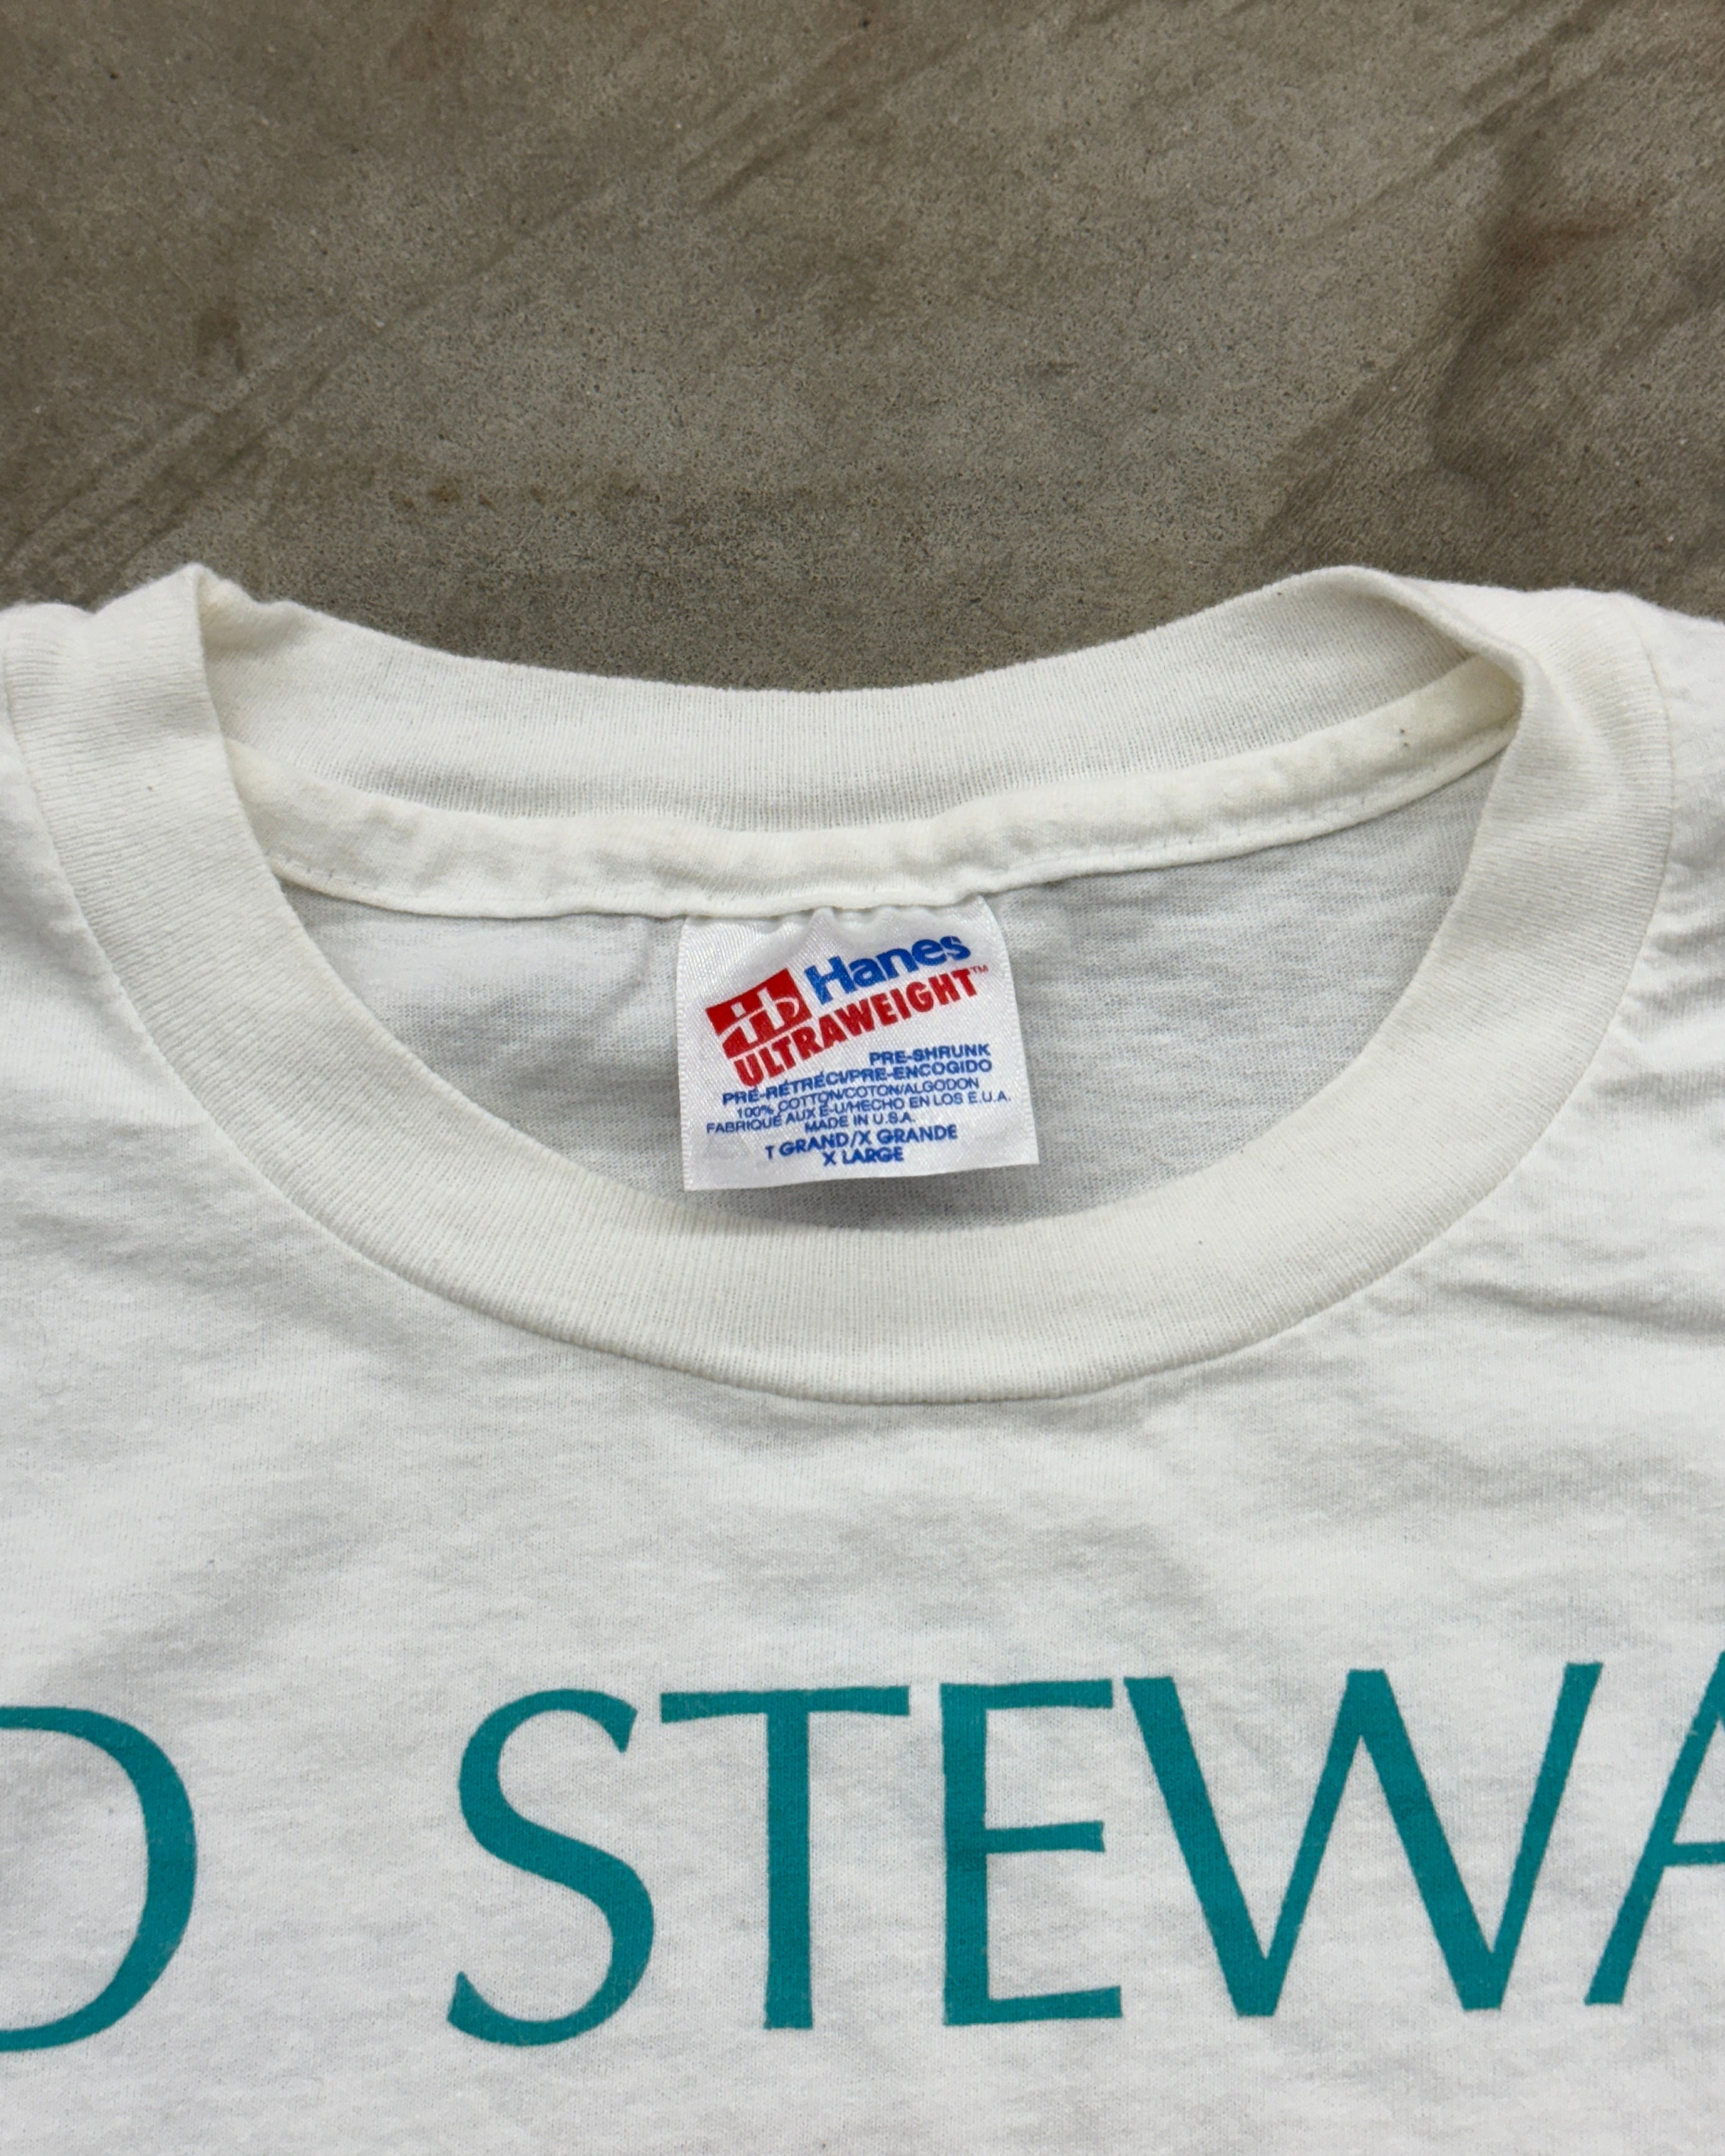 Hanes
ULTRAWEIGHT™
PRE-SHRUNK
PRÉ-RÉTRÉCI/PRE-ENCOGIDO
100% COTTON/COTON/ALGODON
FABRIQUÉ AUX É-U/HECHO EN LOS E.U.A.
MADE IN U.S.A.
T GRAND/X GRANDE
X LARGE
D STEWA